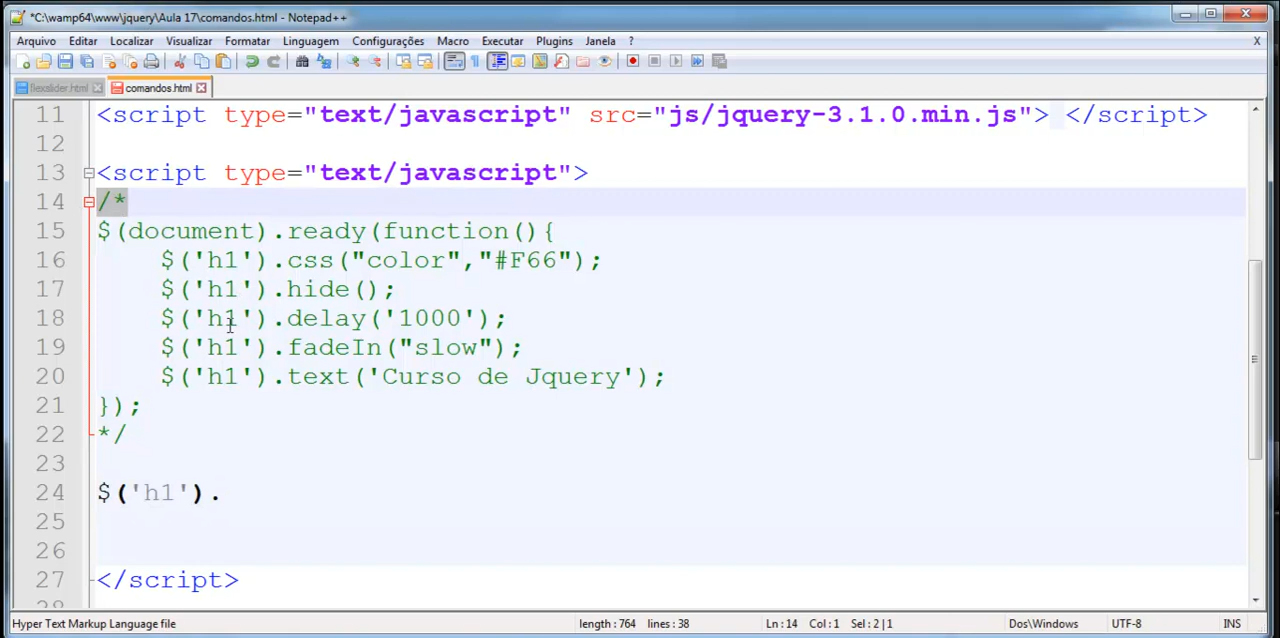 *C:\wamp64\www\jquery\Aula 17\comandos.html - Notepad++
Arquivo Editar Localizar Visualizar Formatar Linguagem Configurações Macro Executar Plugins Janela ? X
flexslider.html comandos.html
11 <script type="text/javascript" src="js/jquery-3.1.0.min.js"> </script>
12
13 <script type="text/javascript">
14 /*
15 $(document).ready(function(){
16 $('h1').css("color","#F66");
17 $('h1').hide();
18 $('h1').delay('1000');
19 $('h1').fadeIn("slow");
20 $('h1').text('Curso de Jquery');
21 });
22 */
23
24 $('h1').
25
26
27 </script>
28
Hyper Text Markup Language file length : 764 lines : 38 Ln : 14 Col : 1 Sel : 2 | 1 Dos\Windows UTF-8 INS